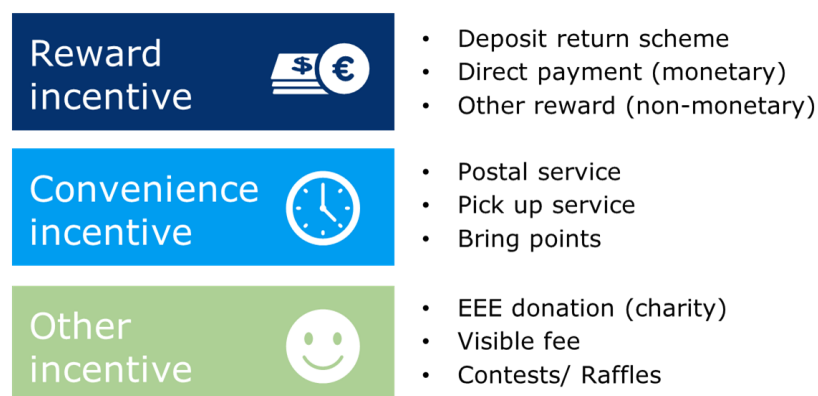 Reward
incentive
$ €
• Deposit return scheme
• Direct payment (monetary)
• Other reward (non-monetary)
Convenience
incentive
• Postal service
• Pick up service
• Bring points
Other
incentive
• EEE donation (charity)
• Visible fee
• Contests/ Raffles